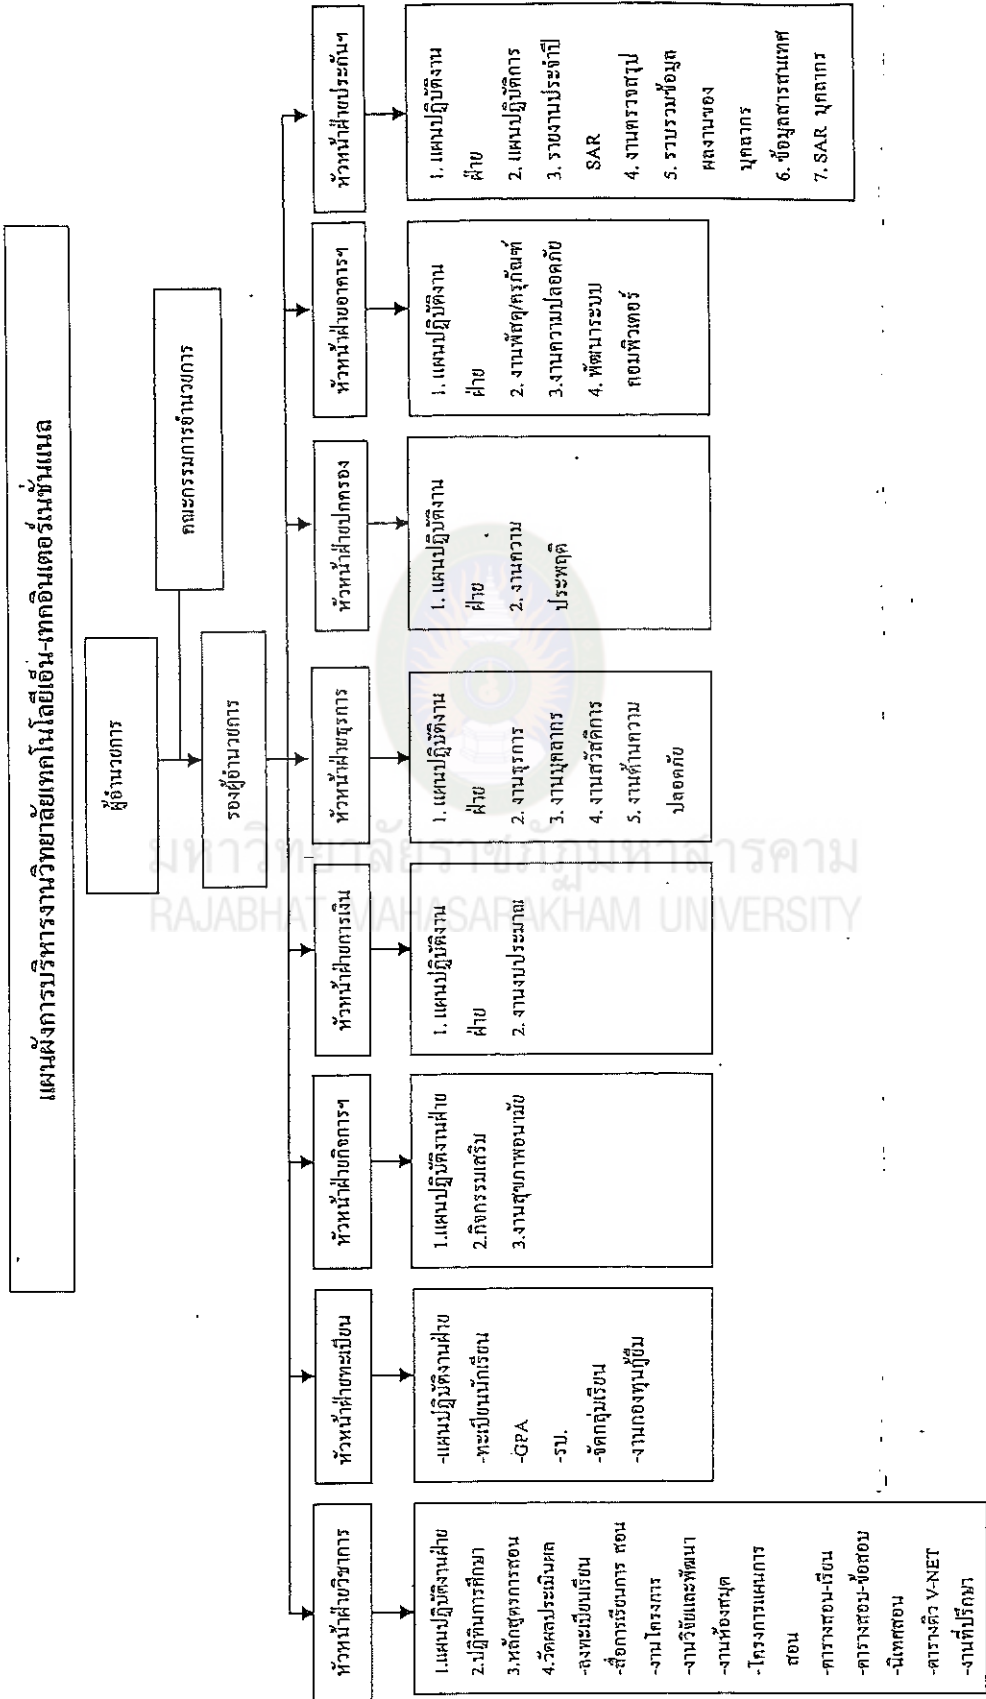 แผนผังการบริหารงานวิทยาลัยเทคโนโลยีเอ็น-เทคอินเตอร์เนชั่นแนล
ผู้อำนวยการ
คณะกรรมการอำนวยการ
รองผู้อำนวยการ
หัวหน้าฝ่ายวิชาการ
หัวหน้าฝ่ายทะเบียน
หัวหน้าฝ่ายกิจการฯ
หัวหน้าฝ่ายการเงิน
หัวหน้าฝ่ายธุรการ
หัวหน้าฝ่ายปกครอง
หัวหน้าฝ่ายอาคารฯ
หัวหน้าฝ่ายประกันฯ
1.แผนปฏิบัติงานฝ่าย
2.ปฏิทินการศึกษา
3.หลักสูตรการสอน
4.วัดผลประเมินผล
-ลงทะเบียนเรียน
-สื่อการเรียนการ สอน
-งานโครงการ
-งานวิจัยและพัฒนา
-งานห้องสมุด
-โครงการแผนการ
สอน
-ตารางสอน-เรียน
-ตารางสอบ-ข้อสอบ
-นิเทศสอน
-ตารางติว V-NET
-งานที่ปรึกษา
-แผนปฏิบัติงานฝ่าย
-ทะเบียนนักเรียน
-GPA
-รบ.
-จัดกลุ่มเรียน
-งานกองทุนกู้ยืม
1.แผนปฏิบัติงานฝ่าย
2.กิจกรรมเสริม
3.งานสุขภาพอนามัย
1. แผนปฏิบัติงาน
ฝ่าย
2. งานงบประมาณ
1. แผนปฏิบัติงาน
ฝ่าย
2. งานธุรการ
3. งานบุคลากร
4. งานสวัสดิการ
5. งานด้านความ
ปลอดภัย
1. แผนปฏิบัติงาน
ฝ่าย
2. งานความ
ประพฤติ
1. แผนปฏิบัติงาน
ฝ่าย
2. งานพัสดุ/ครุภัณฑ์
3.งานความปลอดภัย
4. พัฒนาระบบ
คอมพิวเตอร์
1. แผนปฏิบัติงาน
ฝ่าย
2. แผนปฏิบัติการ
3. รายงานประจำปี
SAR
4. งานตรวจสรุป
5. รวบรวมข้อมูล
ผลงานของ
บุคลากร
6. ข้อมูลสารสนเทศ
7. SAR บุคลากร
มหาวิทยาลัยราชภัฏมหาสารคาม
RAJABHAT MAHASARAKHAM UNIVERSITY